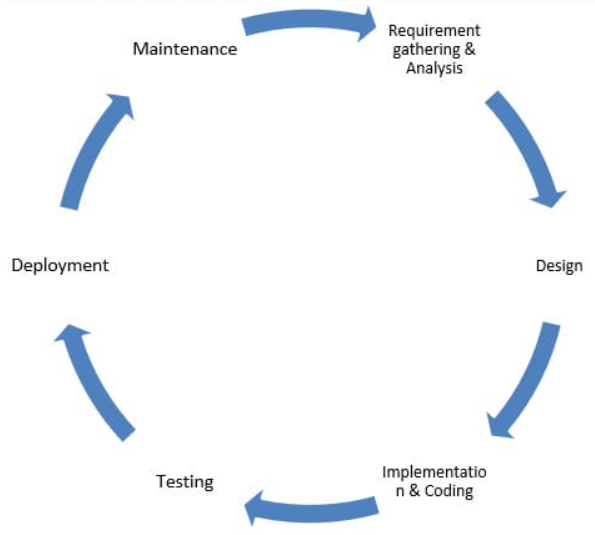 Maintenance
Requirement
gathering &
Analysis
Deployment
Design
Testing
Implementatio
n & Coding